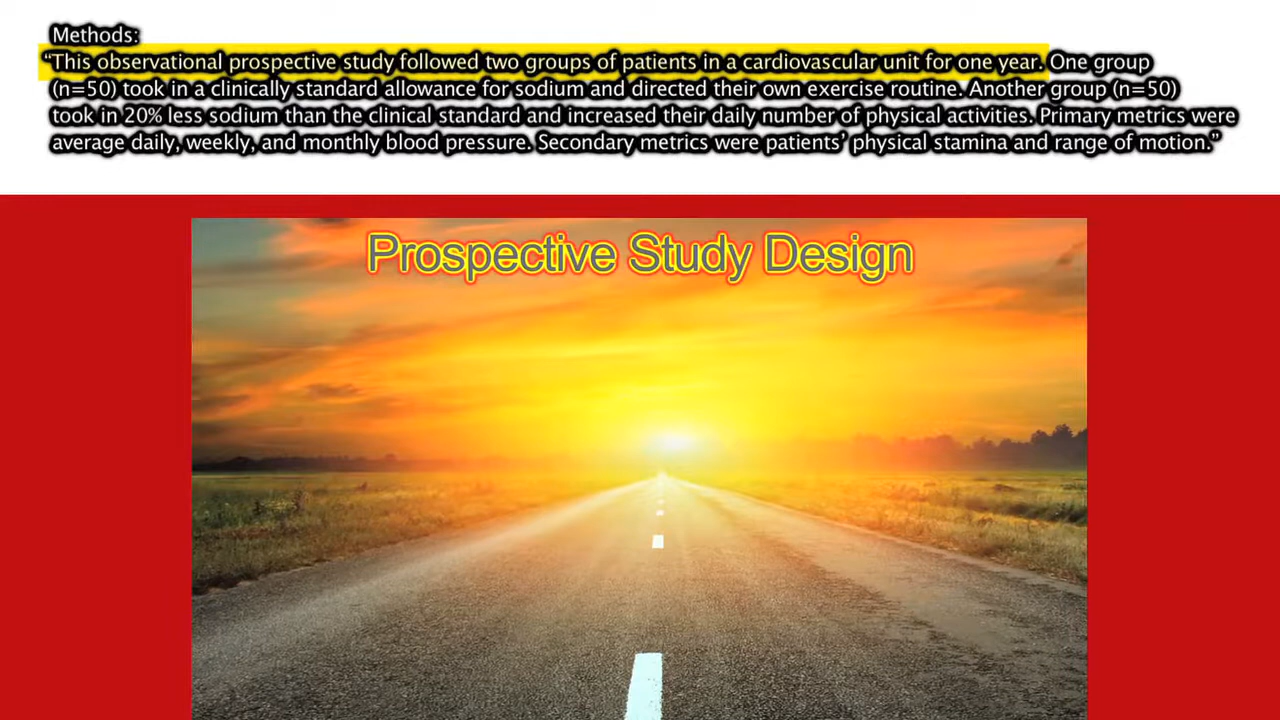 Methods:
“This observational prospective study followed two groups of patients in a cardiovascular unit for one year. One group
(n=50) took in a clinically standard allowance for sodium and directed their own exercise routine. Another group (n=50)
took in 20% less sodium than the clinical standard and increased their daily number of physical activities. Primary metrics were
average daily, weekly, and monthly blood pressure. Secondary metrics were patients’ physical stamina and range of motion.”
Prospective Study Design